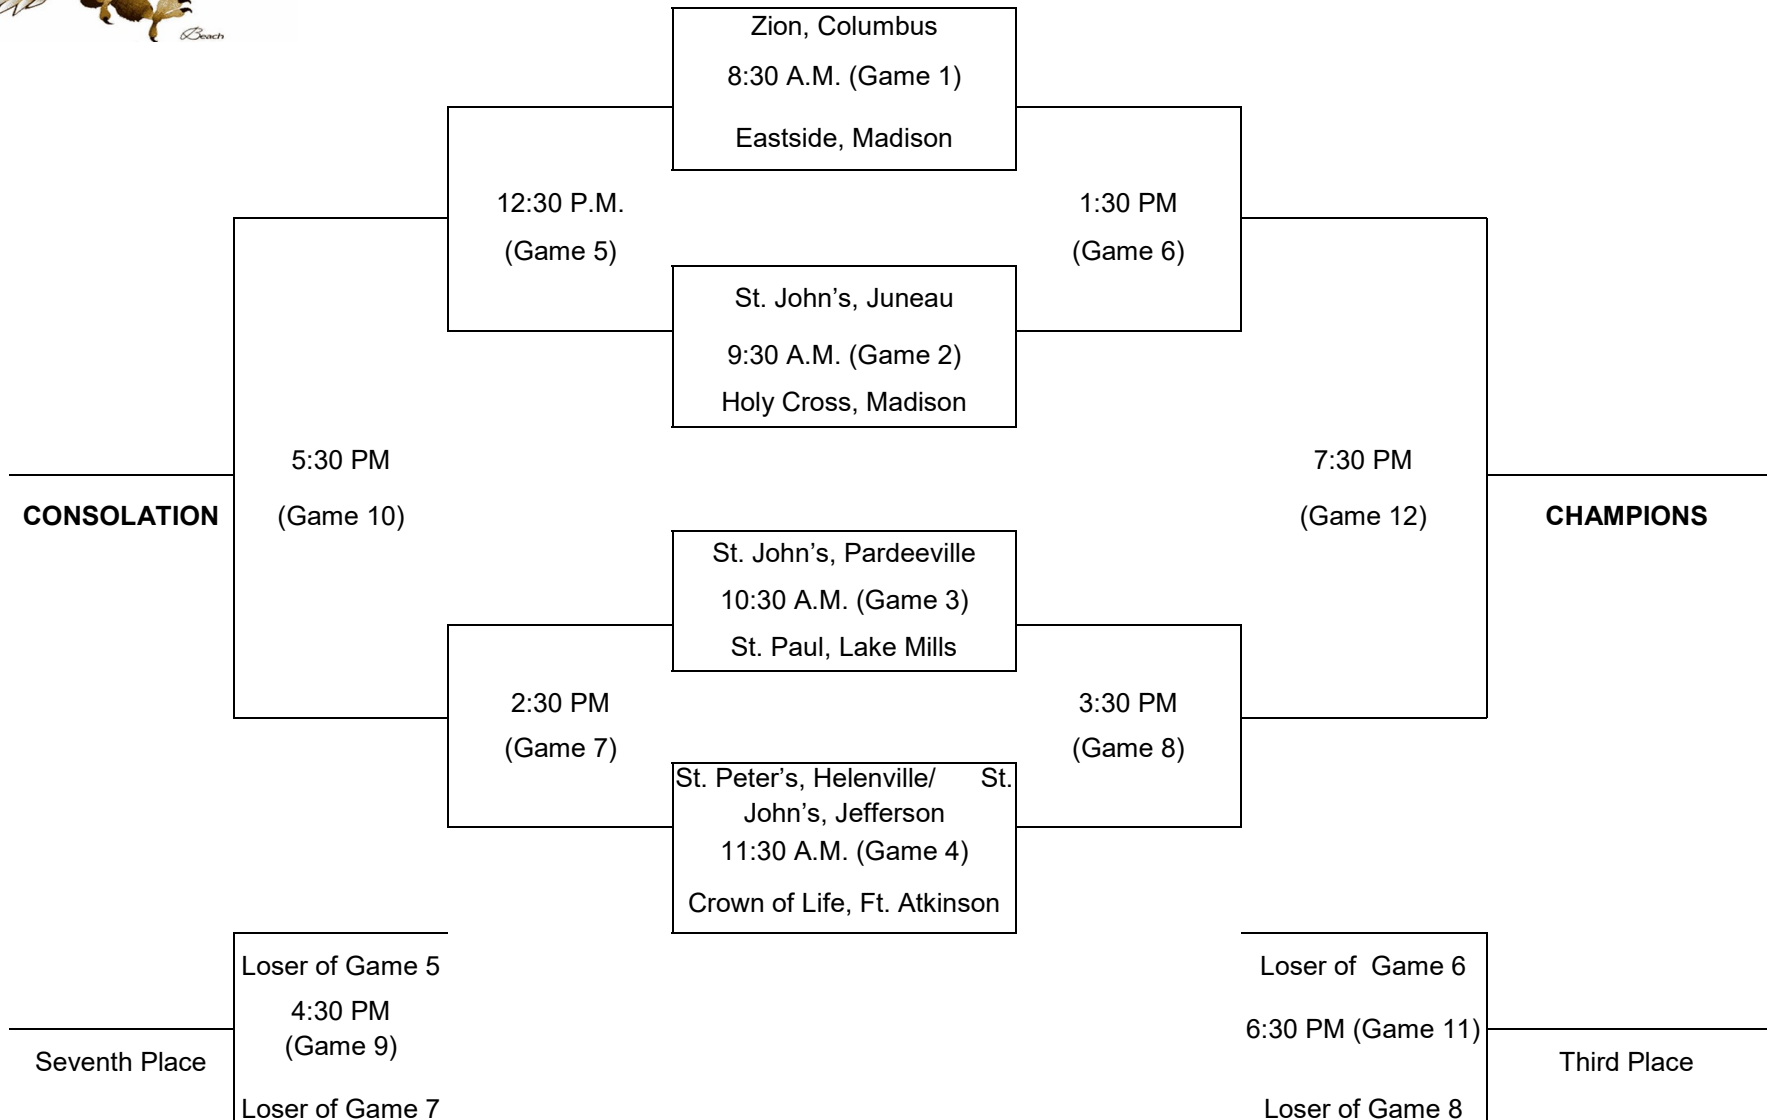 Beach
Zion, Columbus
8:30 A.M. (Game 1)
Eastside, Madison
12:30 P.M.
(Game 5)
1:30 PM
(Game 6)
St. John’s, Juneau
9:30 A.M. (Game 2)
Holy Cross, Madison
5:30 PM
(Game 10)
CONSOLATION
7:30 PM
(Game 12)
CHAMPIONS
St. John’s, Pardeeville
10:30 A.M. (Game 3)
St. Paul, Lake Mills
2:30 PM
(Game 7)
3:30 PM
(Game 8)
St. Peter’s, Helenville/ St.
John’s, Jefferson
11:30 A.M. (Game 4)
Crown of Life, Ft. Atkinson
Loser of Game 5
4:30 PM
(Game 9)
Seventh Place
Loser of Game 7
Loser of Game 6
6:30 PM (Game 11)
Third Place
Loser of Game 8